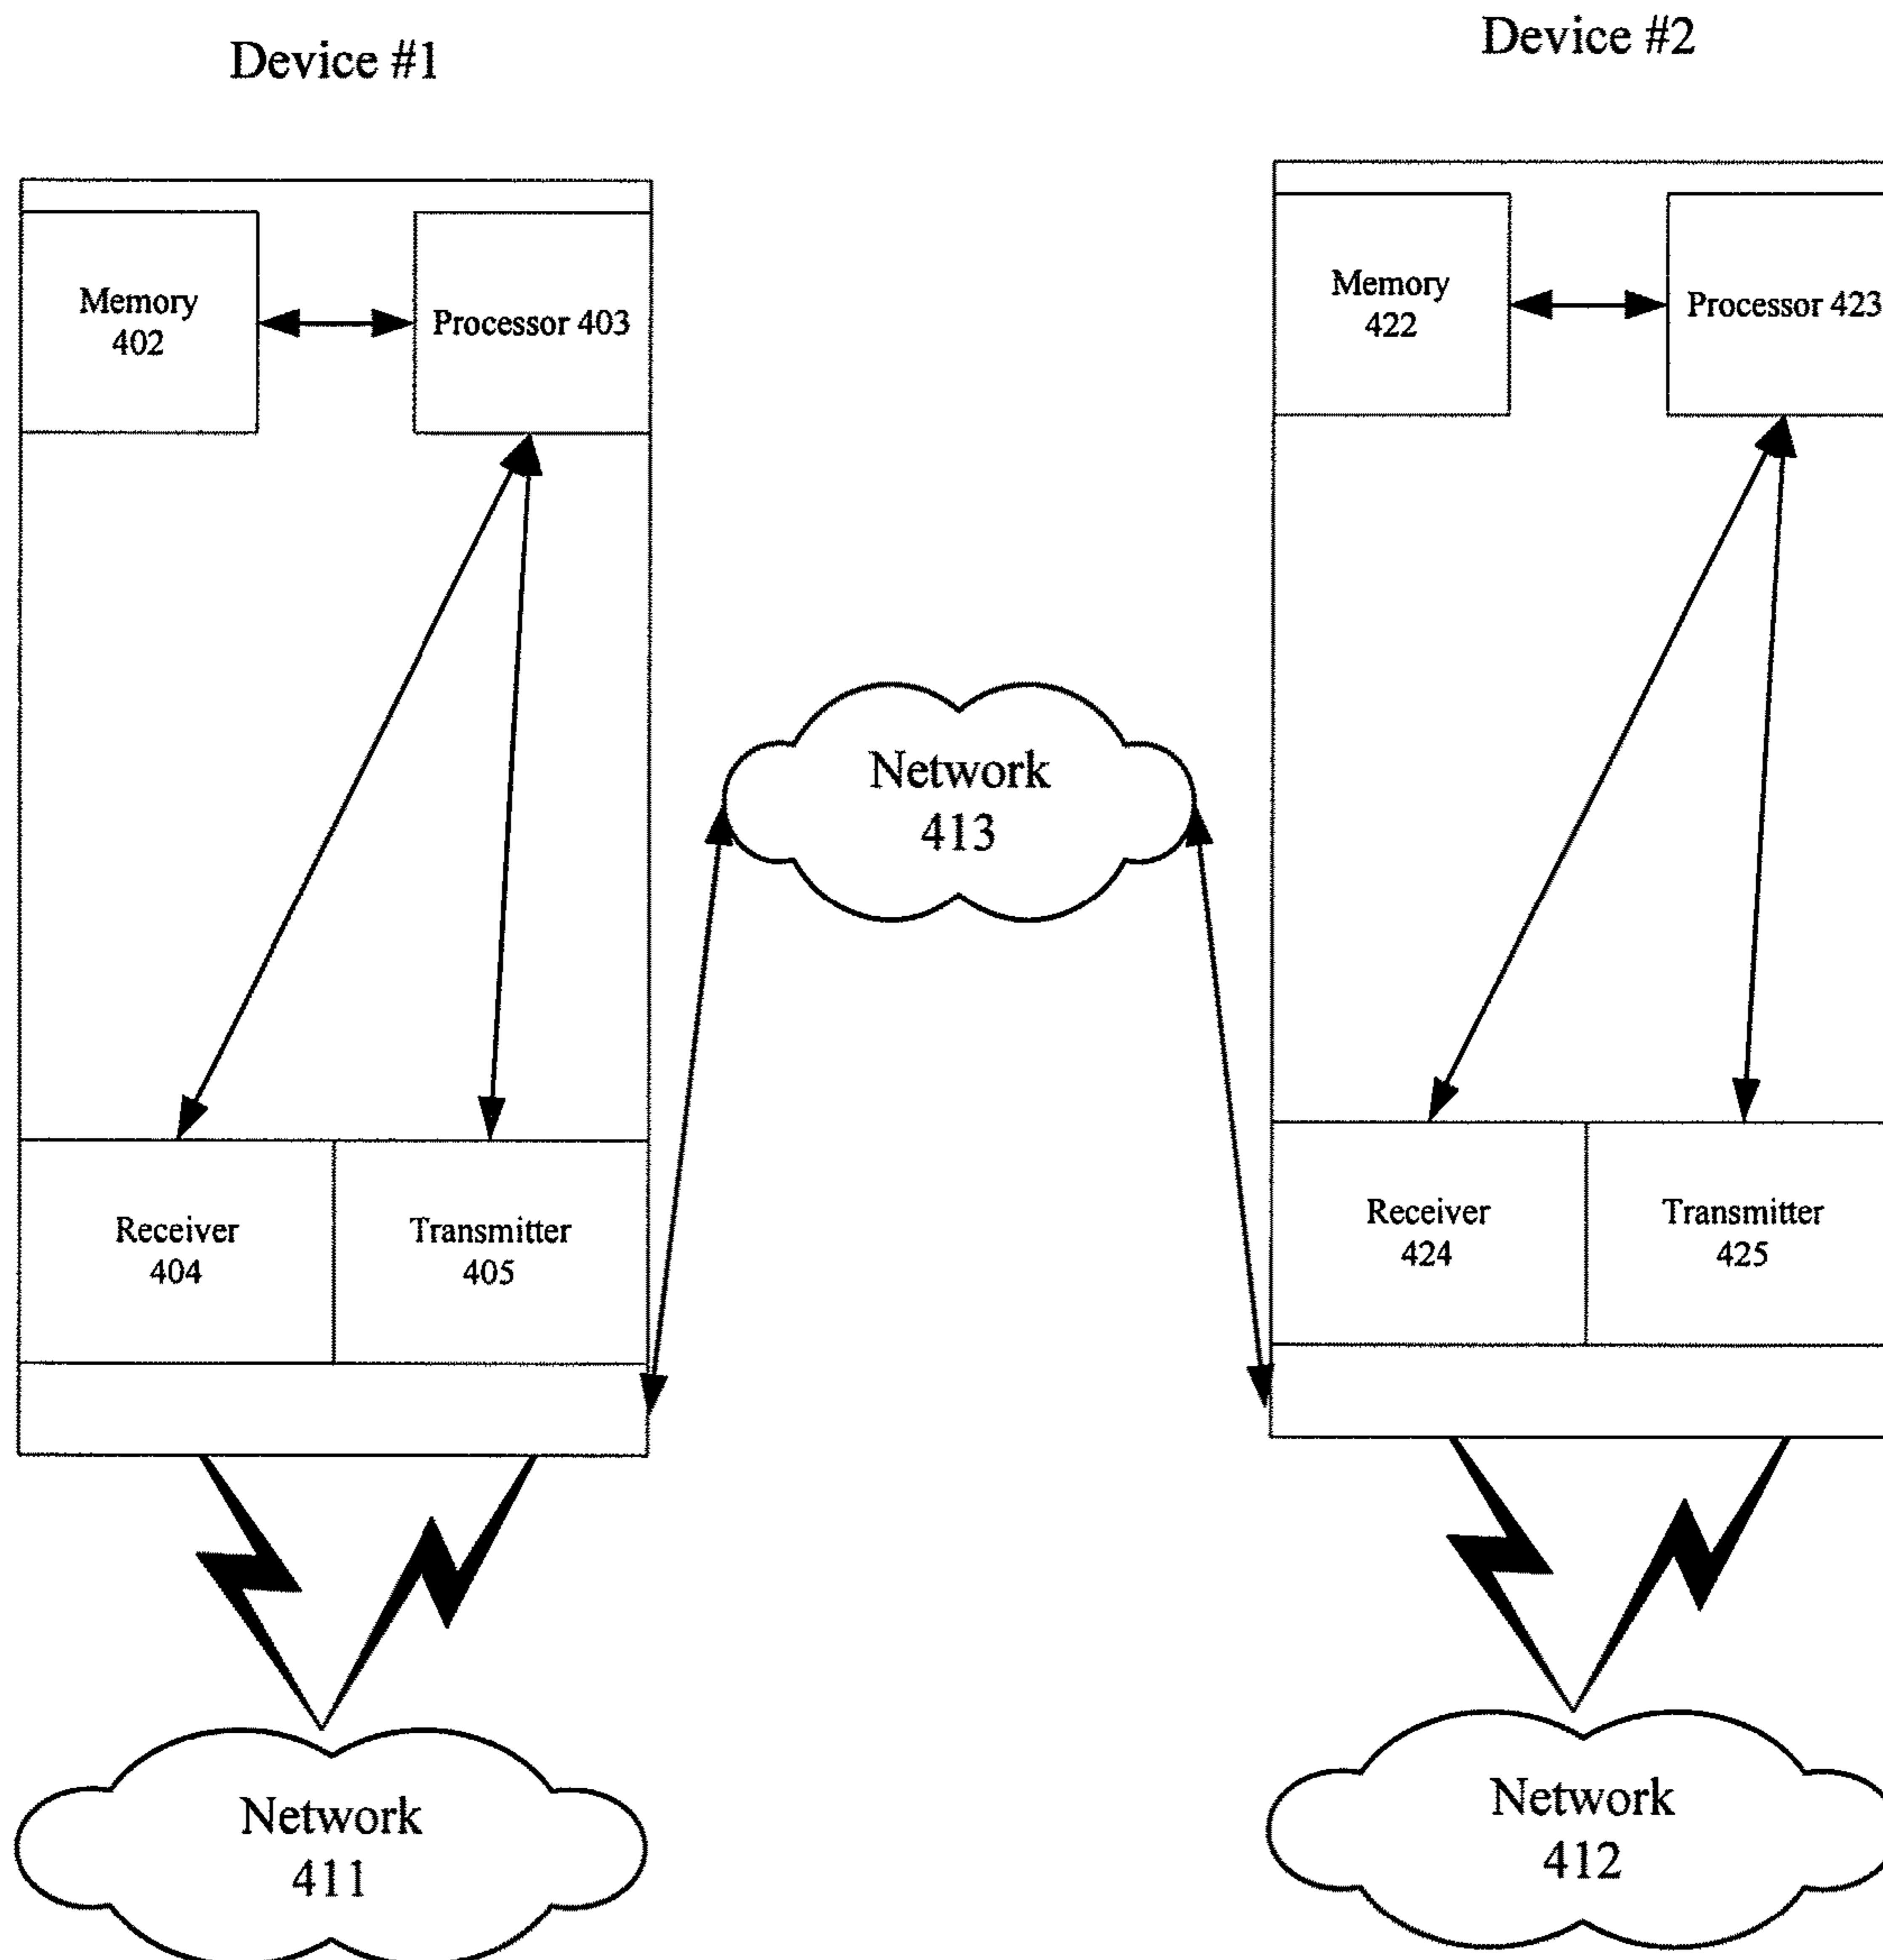 Device #1
Device #2
Memory
402
Processor 403
Memory
422
Processor 423
Network
413
Receiver
404
Transmitter
405
Receiver
424
Transmitter
425
Network
411
Network
412